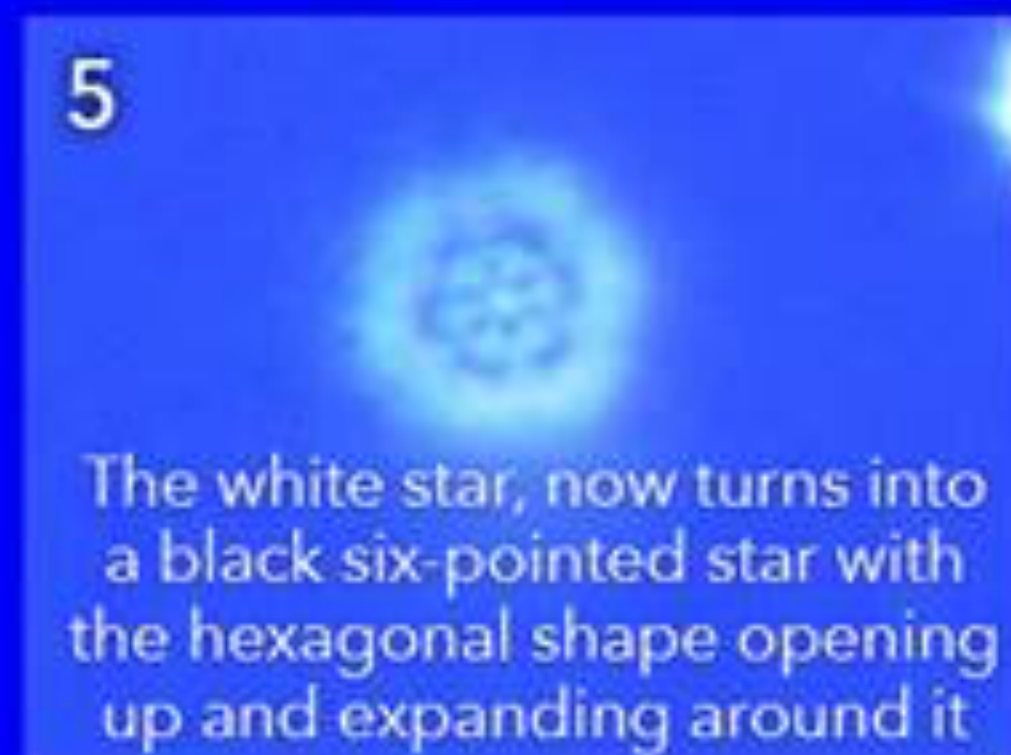 5
The white star, now turns into
a black six-pointed star with
the hexagonal shape opening
up and expanding around it